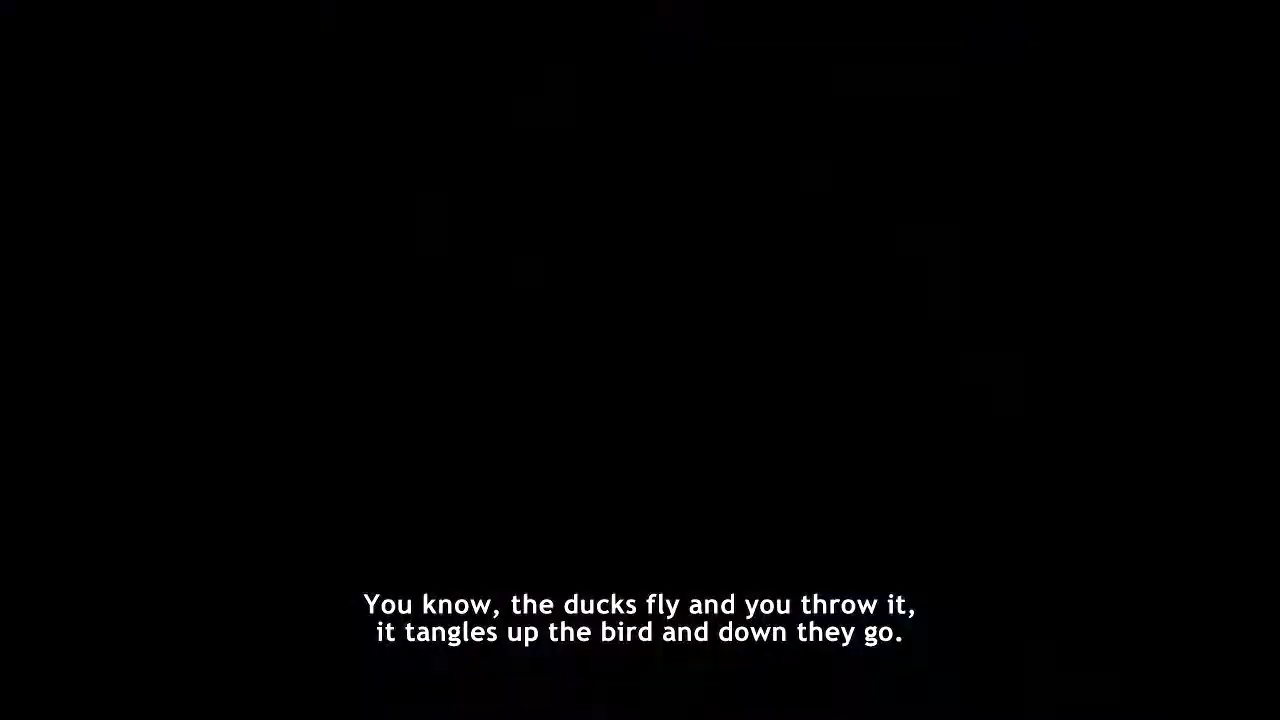 You know, the ducks fly and you throw it,
it tangles up the bird and down they go.